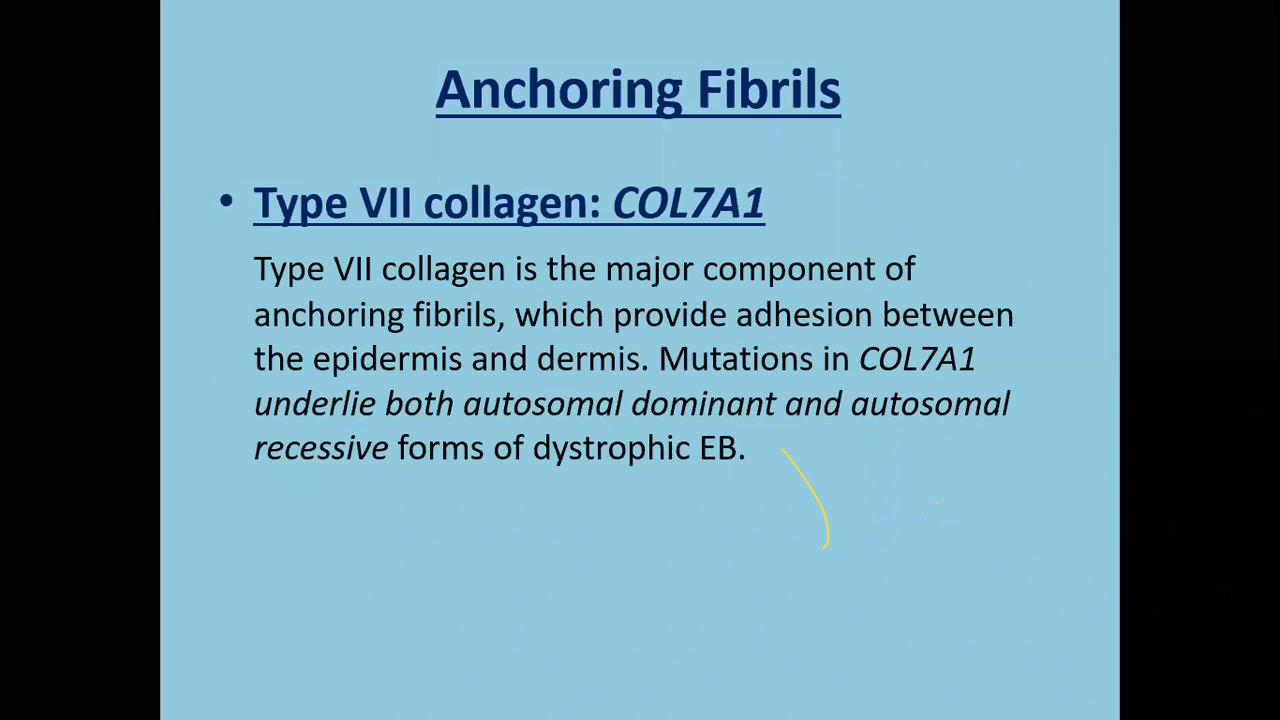 Anchoring Fibrils
• Type VII collagen: COL7A1
Type VII collagen is the major component of
anchoring fibrils, which provide adhesion between
the epidermis and dermis. Mutations in COL7A1
underlie both autosomal dominant and autosomal
recessive forms of dystrophic EB.